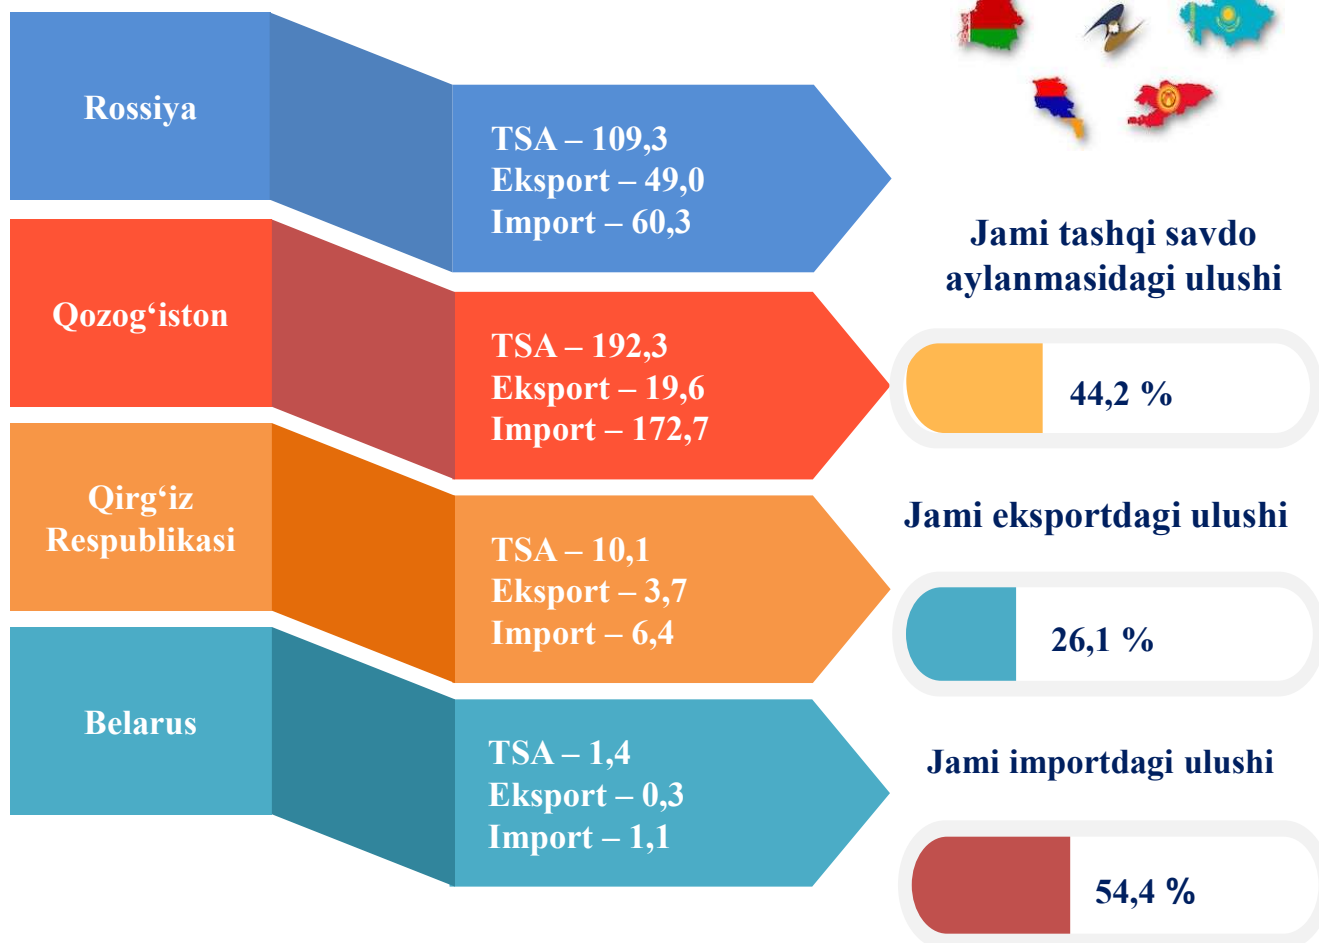 Rossiya
TSA – 109,3
Eksport – 49,0
Import – 60,3
Qozog‘iston
TSA – 192,3
Eksport – 19,6
Import – 172,7
Qirg‘iz
Respublikasi
TSA – 10,1
Eksport – 3,7
Import – 6,4
Belarus
TSA – 1,4
Eksport – 0,3
Import – 1,1
Jami tashqi savdo
aylanmasidagi ulushi
44,2 %
Jami eksportdagi ulushi
26,1 %
Jami importdagi ulushi
54,4 %